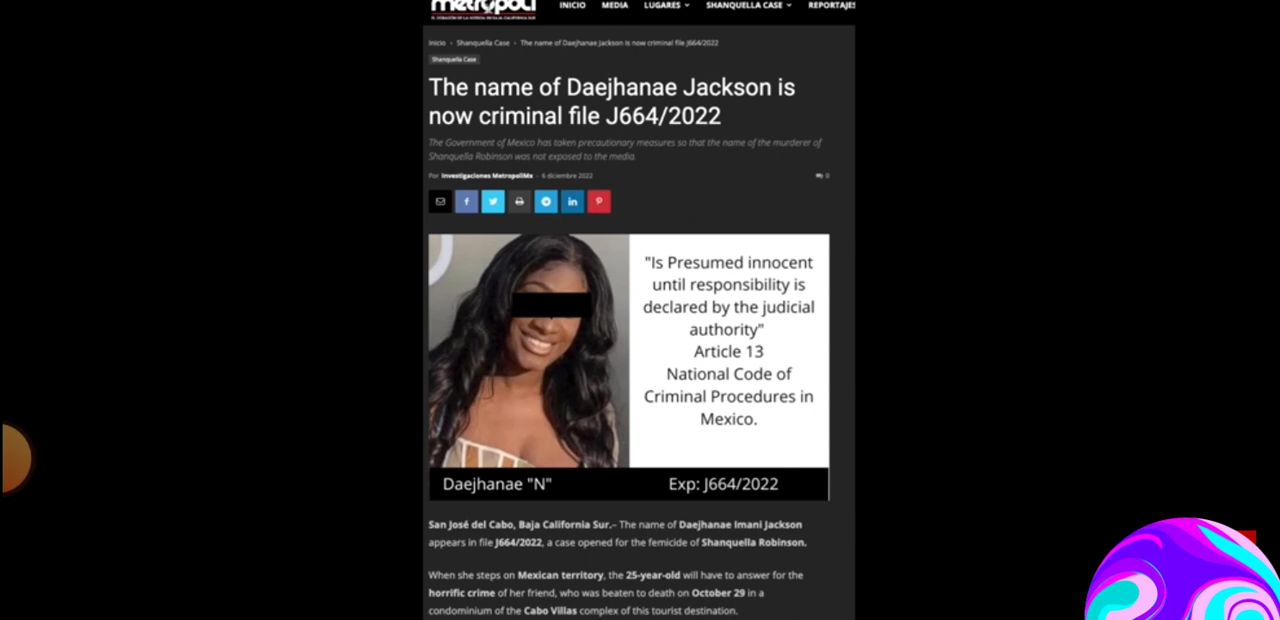 metrópoli
INICIO MEDIA LUGARES SHANQUELLA CASE REPORTAJES
Inicio › Shanquella Case › The name of Daejhanae Jackson is now criminal file J664/2022
Shanquella Case
The name of Daejhanae Jackson is
now criminal file J664/2022
The Government of Mexico has taken precautionary measures so that the name of the murderer of
Shanquella Robinson was not exposed to the media.
Por Investigaciones MetropoliMx - 6 diciembre 2022 0
"Is Presumed innocent
until responsibility is
declared by the judicial
authority"
Article 13
National Code of
Criminal Procedures in
Mexico.
Daejhanae "N" Exp: J664/2022
San José del Cabo, Baja California Sur.– The name of Daejhanae Imani Jackson
appears in file J664/2022, a case opened for the femicide of Shanquella Robinson.
When she steps on Mexican territory, the 25-year-old will have to answer for the
horrific crime of her friend, who was beaten to death on October 29 in a
condominium of the Cabo Villas complex of this tourist destination.